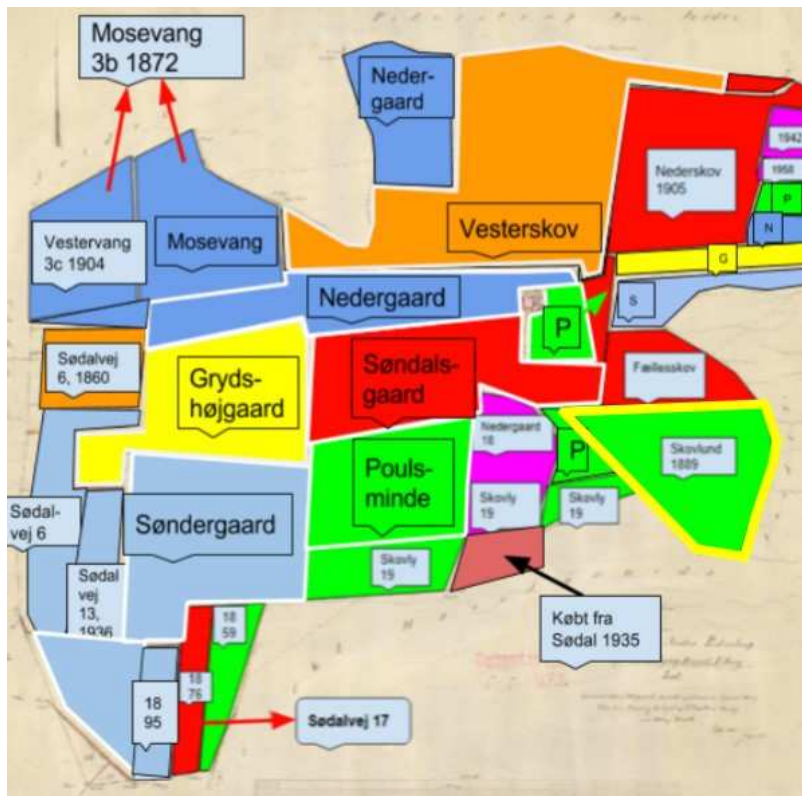 Mosevang
3b 1872
Neder-
gaard
1942
1958
Nederskov
1905
P
N
Vestervang
3c 1904
Mosevang
Vesterskov
G
Nedergaard
S
P
Sødalvej
6, 1860
Gryds-
højgaard
Søndals-
gaard
Fællesskov
Nedergaard
18
P
Skovlund
1889
Pouls-
minde
Sødal-
vej 6
Søndergaard
Skovly
19
Skovly
19
Sødal
vej
13,
1936
Skovly
19
Købt fra
Sødal 1935
18
59
18
76
18
95
Sødalvej 17